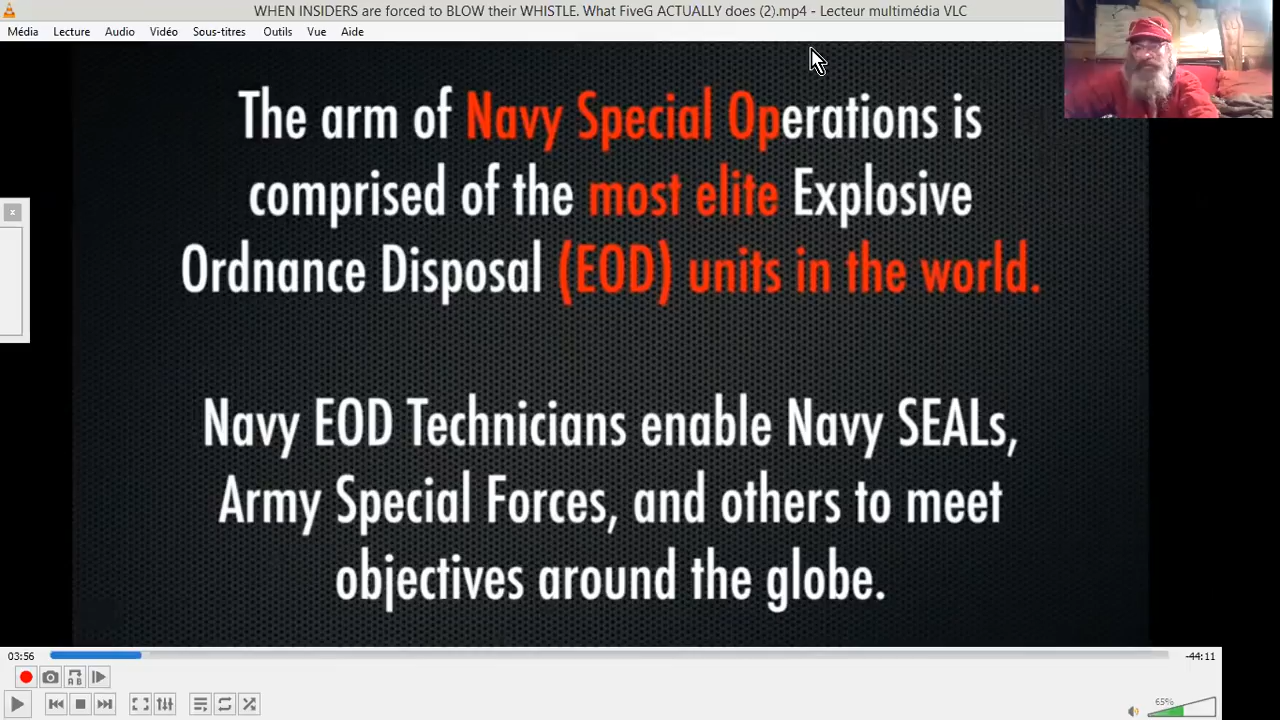 WHEN INSIDERS are forced to BLOW their WHISTLE. What FiveG ACTUALLY does (2).mp4 - Lecteur multimédia VLC
Média Lecture Audio Vidéo Sous-titres Outils Vue Aide
The arm of Navy Special Operations is
comprised of the most elite Explosive
Ordnance Disposal (EOD) units in the world.
Navy EOD Technicians enable Navy SEALs,
Army Special Forces, and others to meet
objectives around the globe.
03:56 -44:11
65%